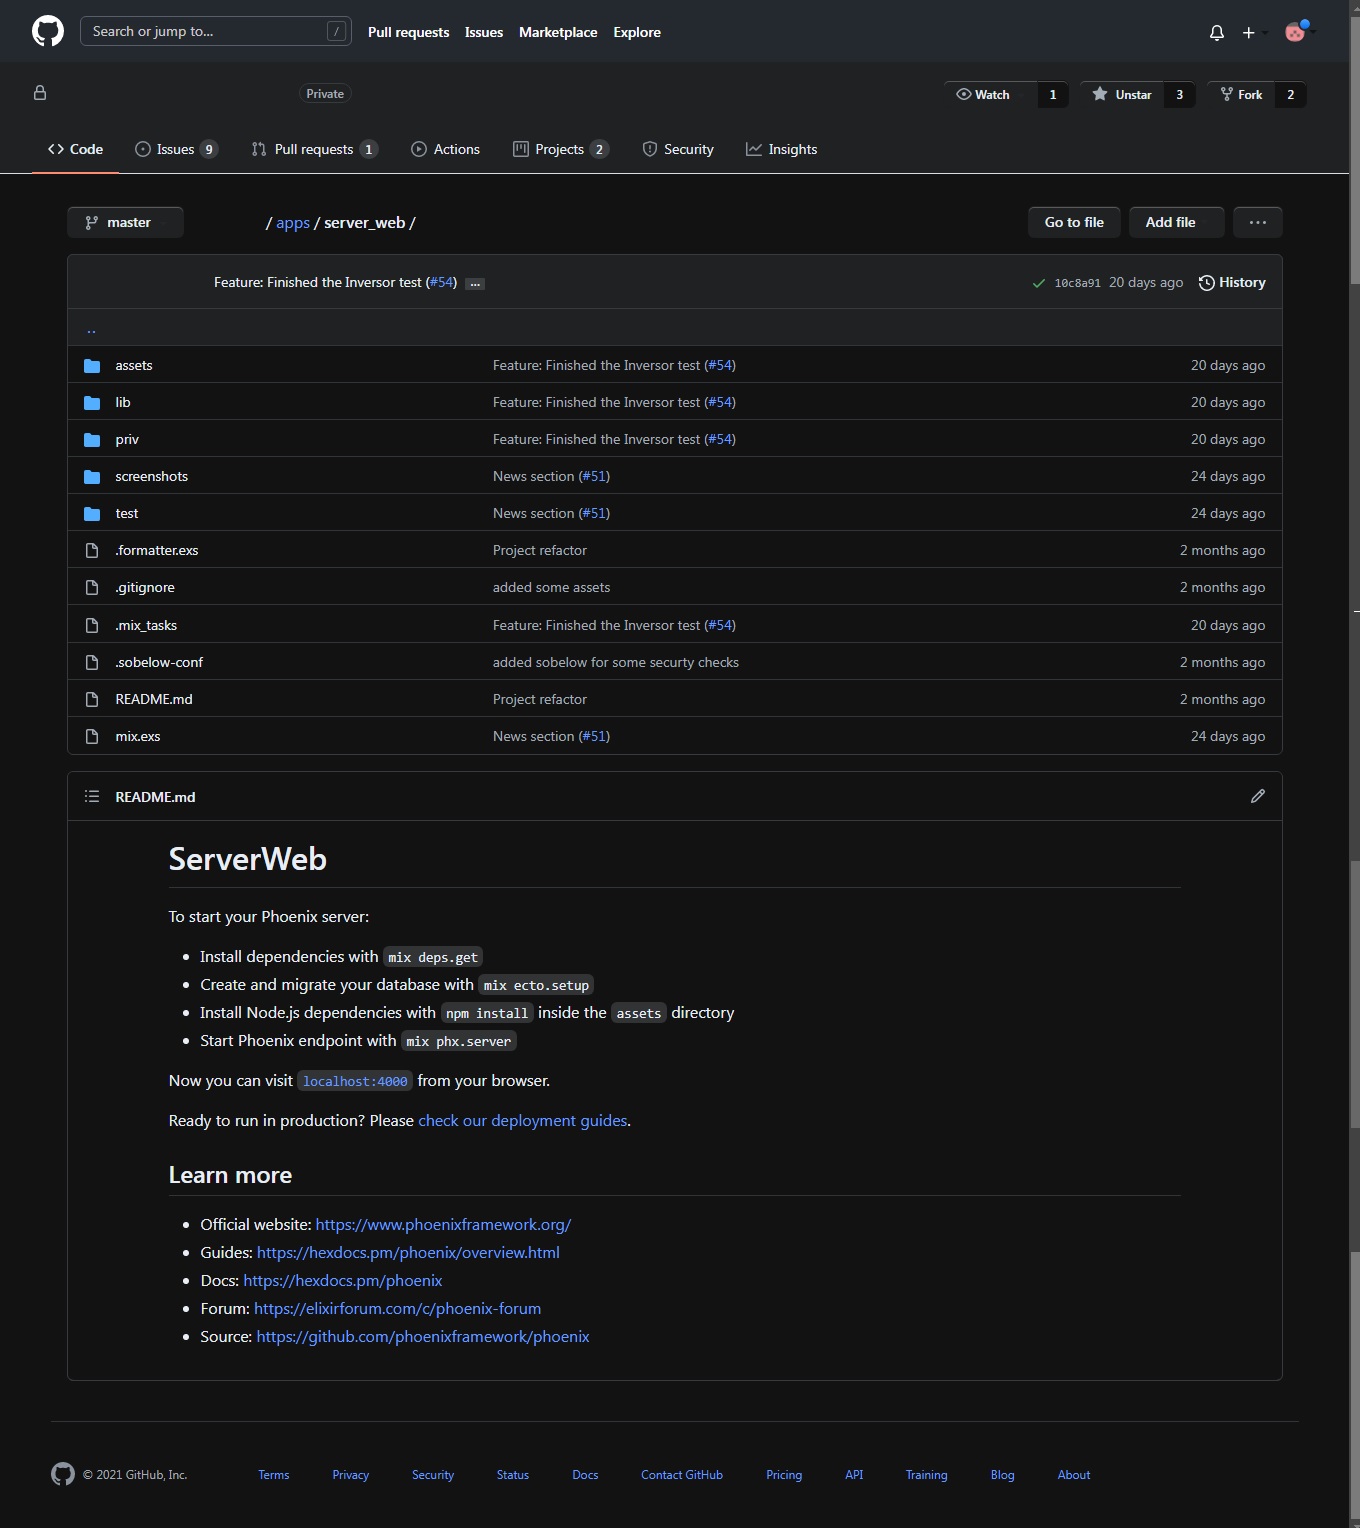 Search or jump to... /
Pull requests Issues Marketplace Explore
Private
Watch 1 Unstar 3 Fork 2
Code Issues 9 Pull requests 1 Actions Projects 2 Security Insights
master / apps / server_web / Go to file Add file ...
Feature: Finished the Inversor test (#54) ... 10c8a91 20 days ago History
..
assets Feature: Finished the Inversor test (#54) 20 days ago
lib Feature: Finished the Inversor test (#54) 20 days ago
priv Feature: Finished the Inversor test (#54) 20 days ago
screenshots News section (#51) 24 days ago
test News section (#51) 24 days ago
.formatter.exs Project refactor 2 months ago
.gitignore added some assets 2 months ago
.mix_tasks Feature: Finished the Inversor test (#54) 20 days ago
.sobelow-conf added sobelow for some securty checks 2 months ago
README.md Project refactor 2 months ago
mix.exs News section (#51) 24 days ago
README.md
ServerWeb
To start your Phoenix server:
• Install dependencies with mix deps.get
• Create and migrate your database with mix ecto.setup
• Install Node.js dependencies with npm install inside the assets directory
• Start Phoenix endpoint with mix phx.server
Now you can visit localhost:4000 from your browser.
Ready to run in production? Please check our deployment guides.
Learn more
• Official website: https://www.phoenixframework.org/
• Guides: https://hexdocs.pm/phoenix/overview.html
• Docs: https://hexdocs.pm/phoenix
• Forum: https://elixirforum.com/c/phoenix-forum
• Source: https://github.com/phoenixframework/phoenix
© 2021 GitHub, Inc. Terms Privacy Security Status Docs Contact GitHub Pricing API Training Blog About